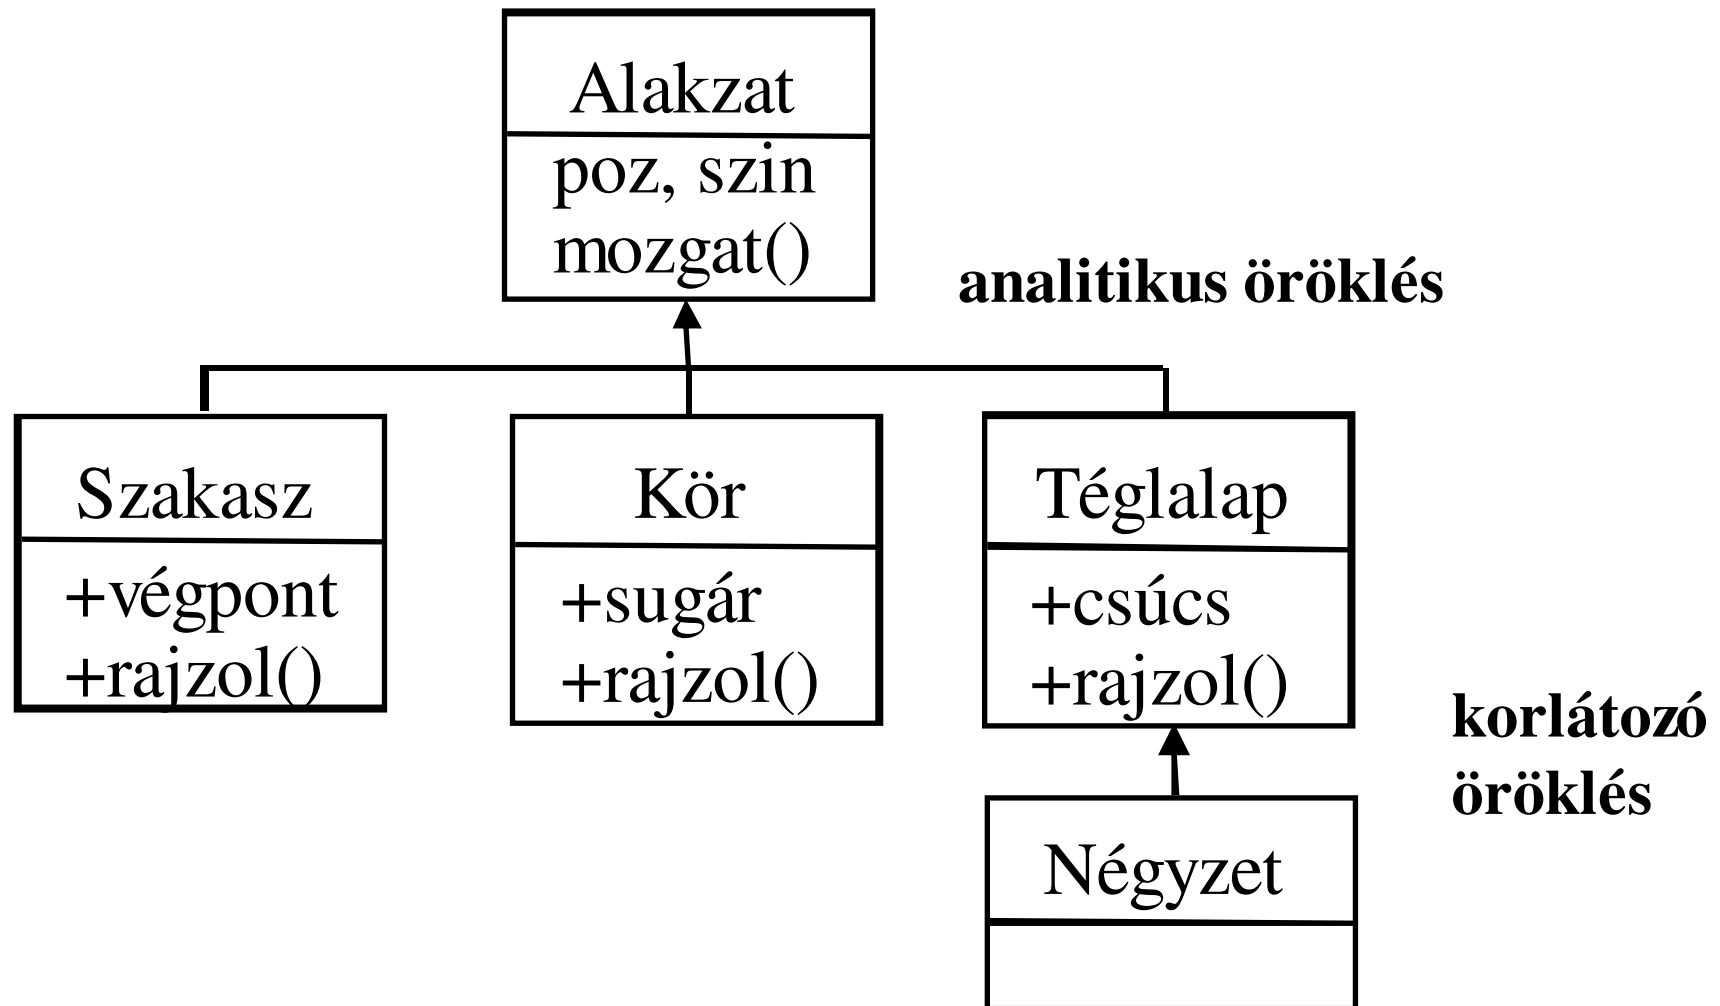 Alakzat
poz, szin
mozgat()
analitikus öröklés
Szakasz
+végpont
+rajzol()
Kör
+sugár
+rajzol()
Téglalap
+csúcs
+rajzol()
korlátozó
öröklés
Négyzet